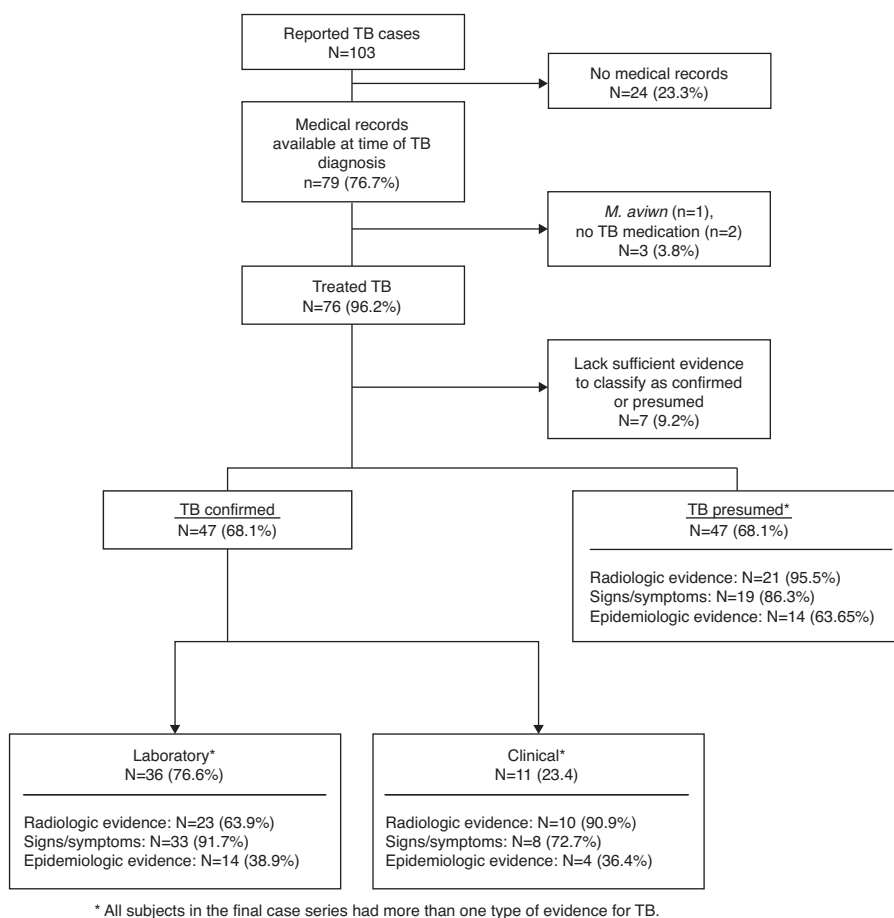 Reported TB cases
N=103
No medical records
N=24 (23.3%)
Medical records
available at time of TB
diagnosis
n=79 (76.7%)
M. aviwn (n=1),
no TB medication (n=2)
N=3 (3.8%)
Treated TB
N=76 (96.2%)
Lack sufficient evidence
to classify as confirmed
or presumed
N=7 (9.2%)
TB confirmed
N=47 (68.1%)
TB presumed*
N=47 (68.1%)
Radiologic evidence: N=21 (95.5%)
Signs/symptoms: N=19 (86.3%)
Epidemiologic evidence: N=14 (63.65%)
Laboratory*
N=36 (76.6%)
Radiologic evidence: N=23 (63.9%)
Signs/symptoms: N=33 (91.7%)
Epidemiologic evidence: N=14 (38.9%)
Clinical*
N=11 (23.4)
Radiologic evidence: N=10 (90.9%)
Signs/symptoms: N=8 (72.7%)
Epidemiologic evidence: N=4 (36.4%)
* All subjects in the final case series had more than one type of evidence for TB.